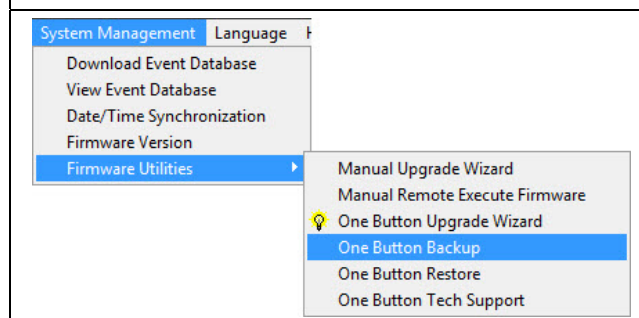 System Management Language
Download Event Database
View Event Database
Date/Time Synchronization
Firmware Version
Firmware Utilities
Manual Upgrade Wizard
Manual Remote Execute Firmware
One Button Upgrade Wizard
One Button Backup
One Button Restore
One Button Tech Support